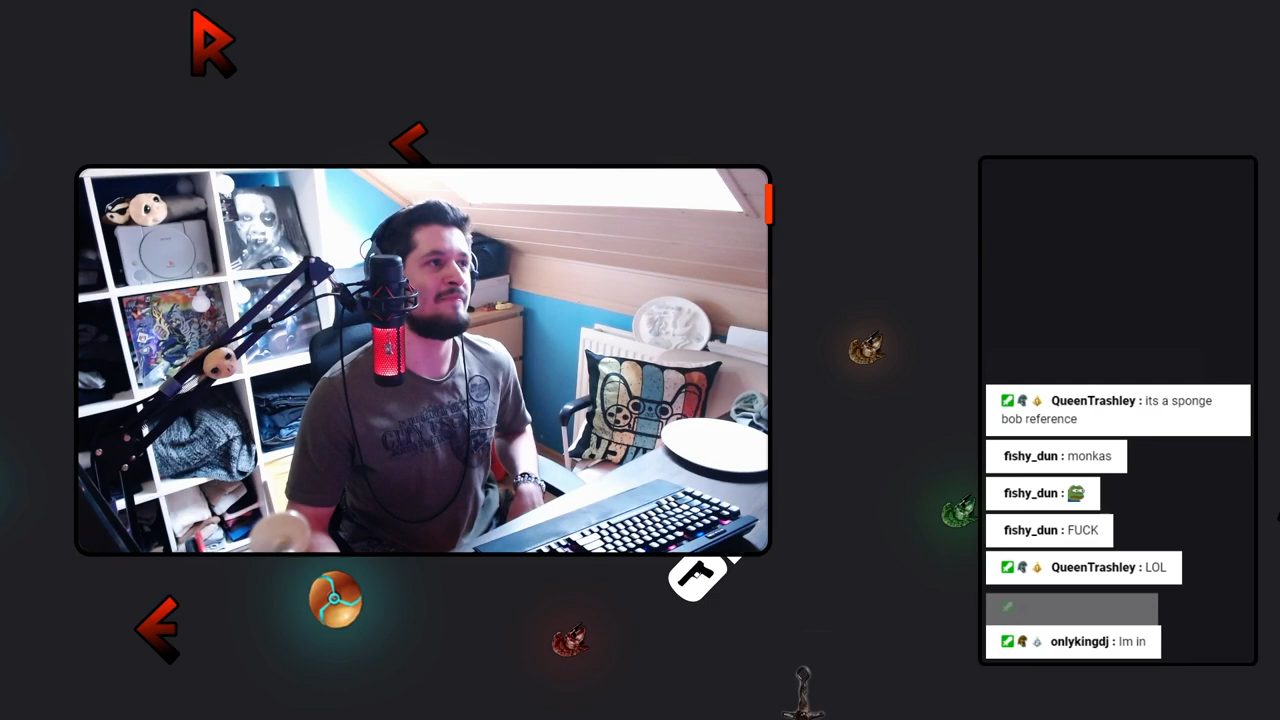 R
QueenTrashley : its a sponge
bob reference
fishy_dun : monkas
fishy_dun :
fishy_dun : FUCK
QueenTrashley : LOL
onlykingdj : Im in